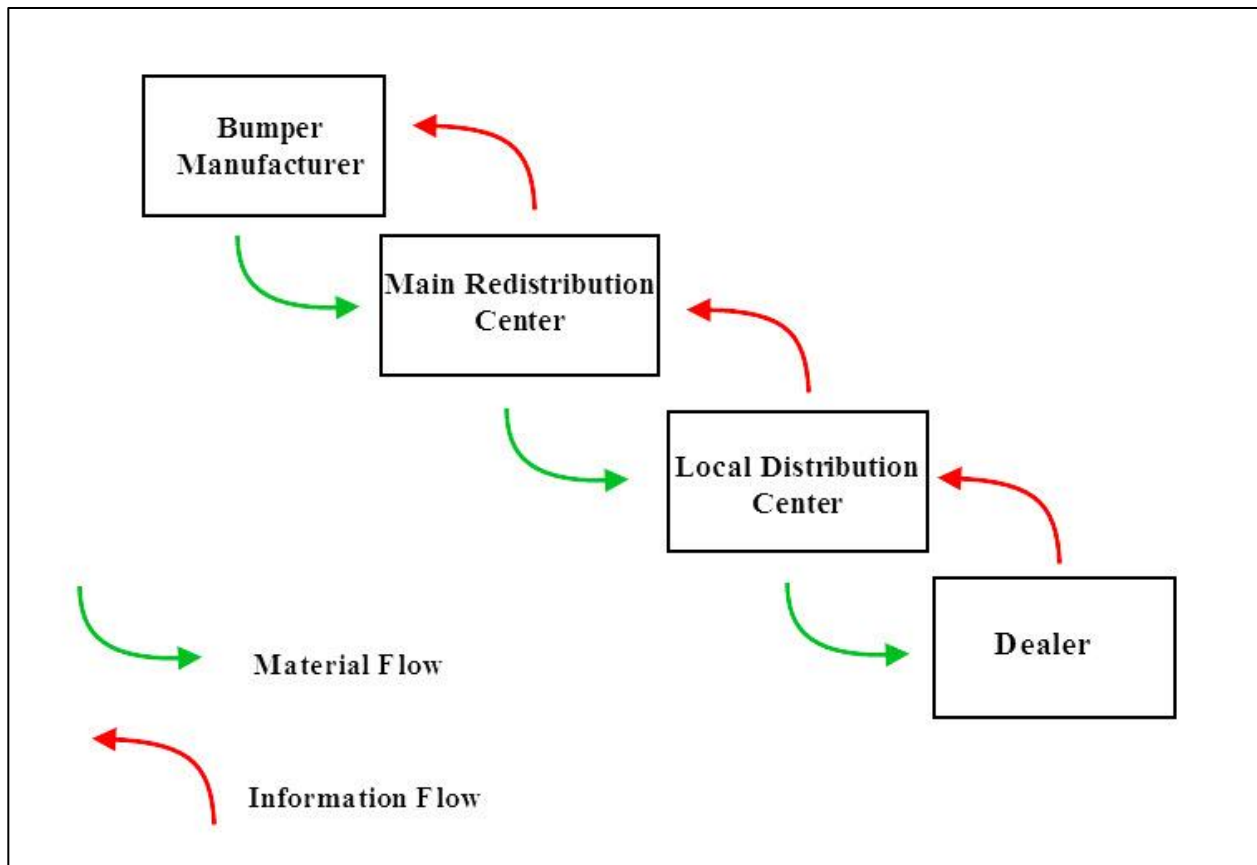 Bumper
Manufacturer
Main Redistribution
Center
Local Distribution
Center
Dealer
Material Flow
Information Flow